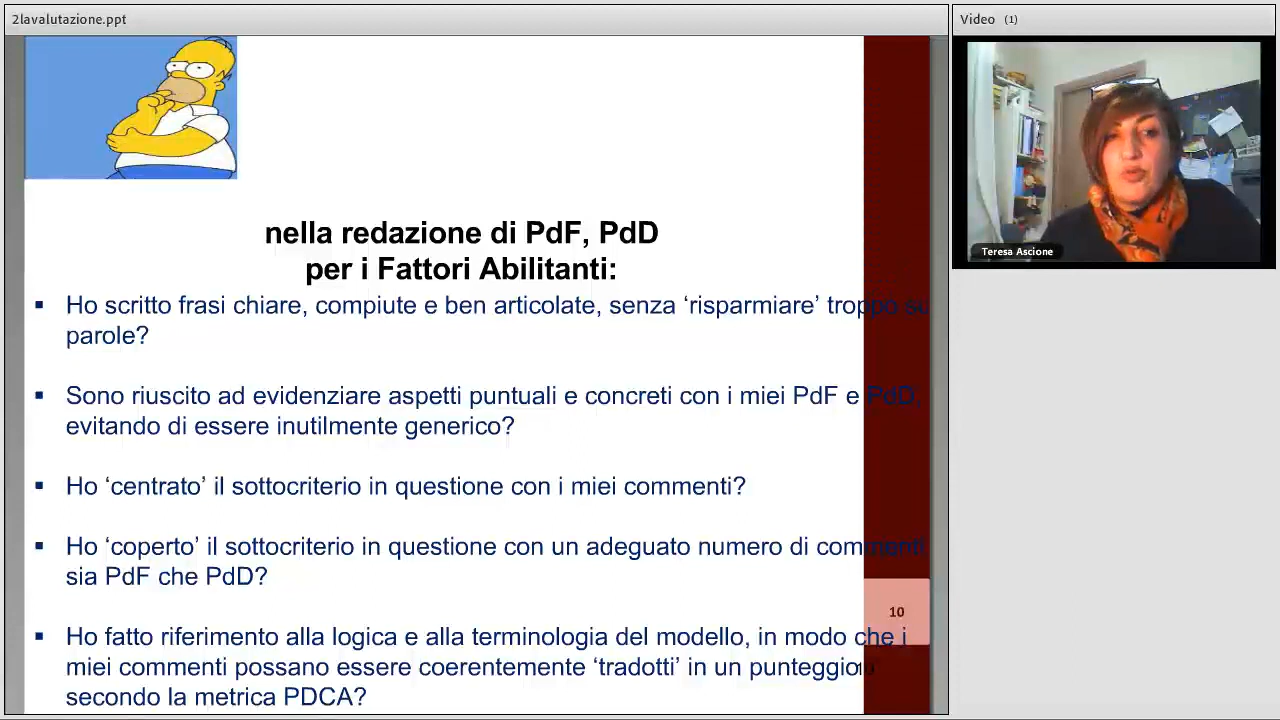 2lavalutazione.ppt
Video (1)
Teresa Ascione
nella redazione di PdF, PdD
per i Fattori Abilitanti:
▪ Ho scritto frasi chiare, compiute e ben articolate, senza ‘risparmiare’ troppo su
parole?
▪ Sono riuscito ad evidenziare aspetti puntuali e concreti con i miei PdF e PdD,
evitando di essere inutilmente generico?
▪ Ho ‘centrato’ il sottocriterio in questione con i miei commenti?
▪ Ho ‘coperto’ il sottocriterio in questione con un adeguato numero di commenti
sia PdF che PdD?
▪ Ho fatto riferimento alla logica e alla terminologia del modello, in modo che i
miei commenti possano essere coerentemente ‘tradotti’ in un punteggio
secondo la metrica PDCA?
10